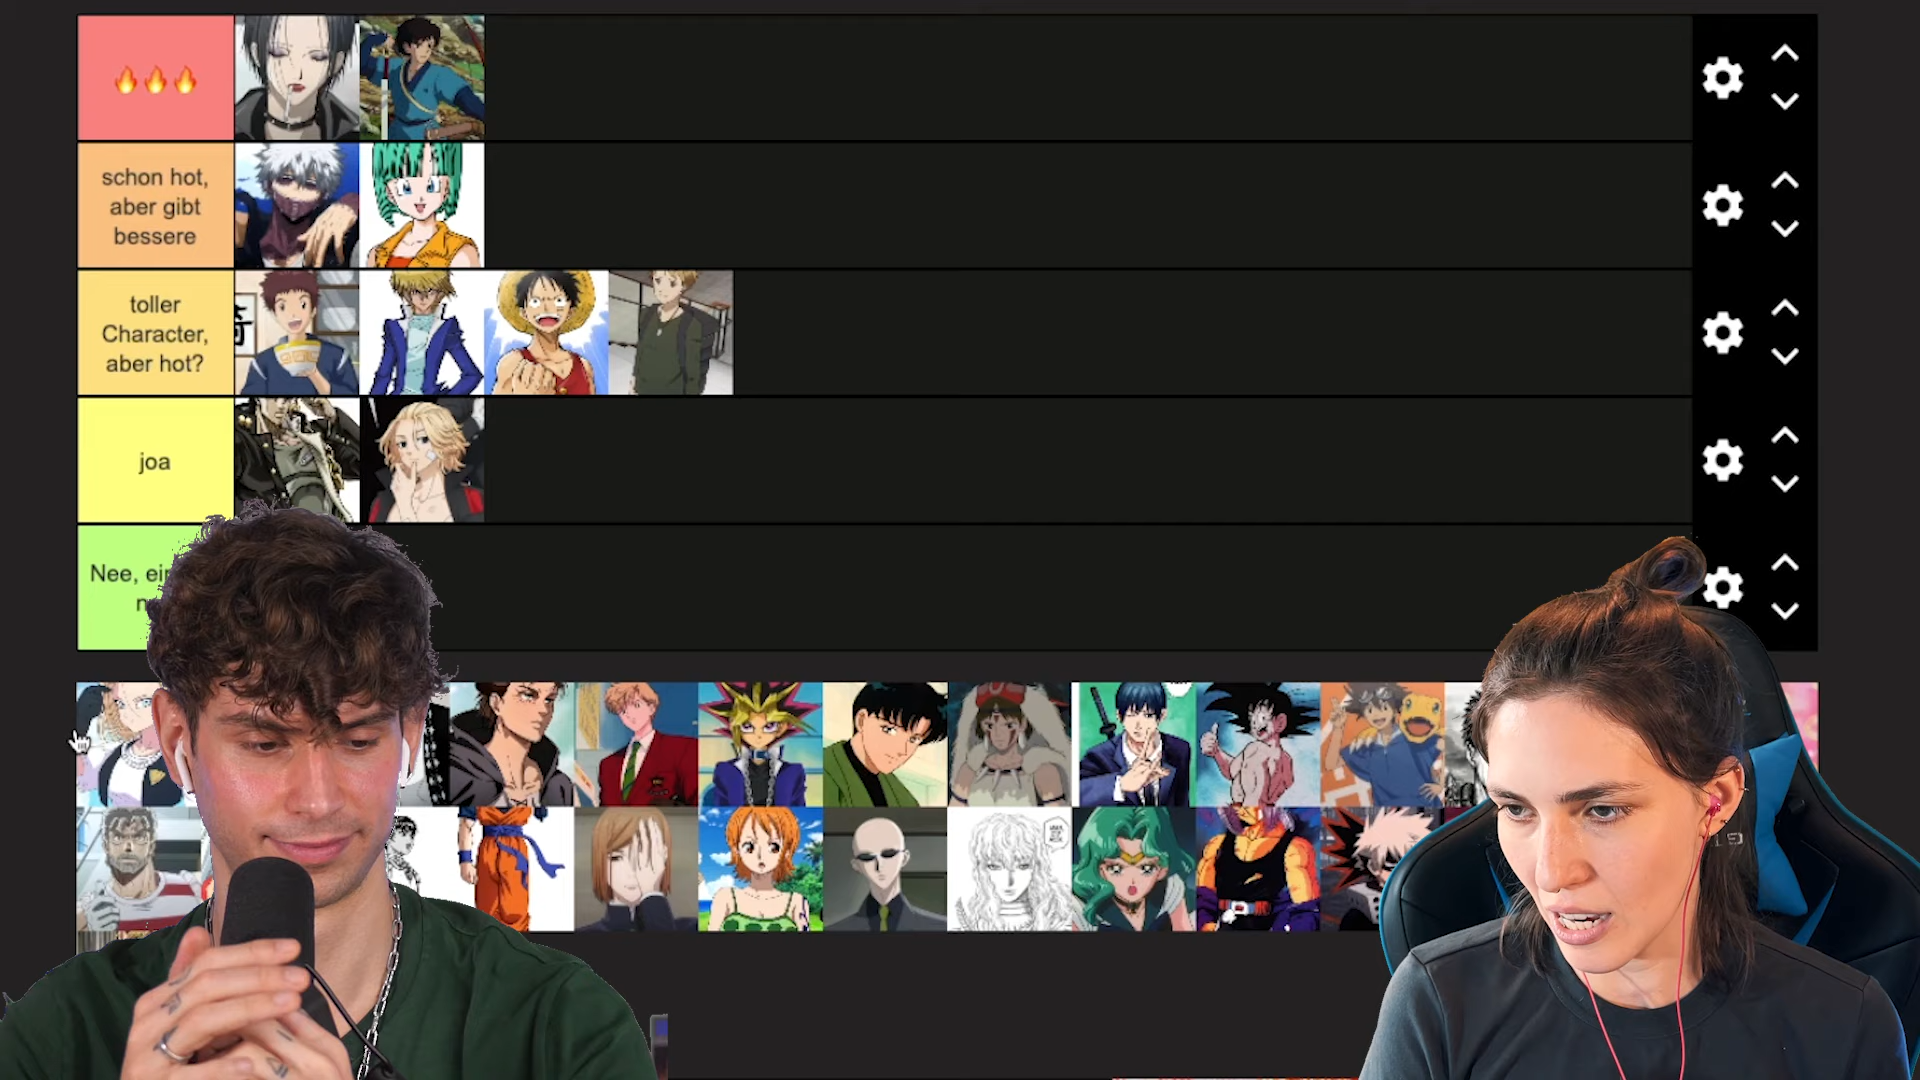 🔥🔥🔥
schon hot,
aber gibt
bessere
toller
Character,
aber hot?
joa
Nee, ei